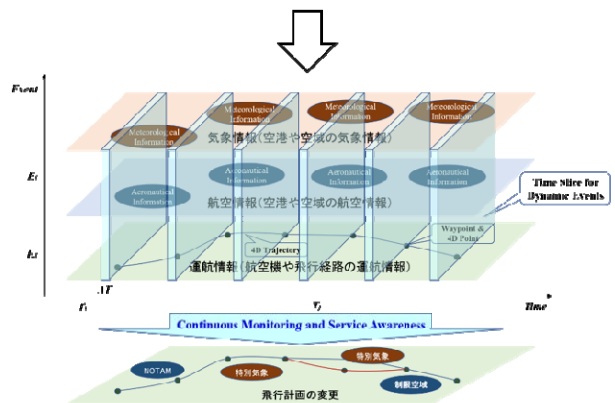 Event
Meteorological
Information
Meteorological
Information
Meteorological
Information
Meteorological
Information
気象情報(空港や空域の気象情報)
Aeronautical
Information
Aeronautical
Information
Aeronautical
Information
Aeronautical
Information
航空情報(空港や空域の航空情報)
Time Slice for
Dynamic Events
Waypoint &
4D Point
4D Trajectory
運航情報(航空機や飛行経路の運航情報)
ΔT
Time
Continuous Monitoring and Service Awareness
特別気象
NOTAM
特別気象
制限空域
飛行計画の変更